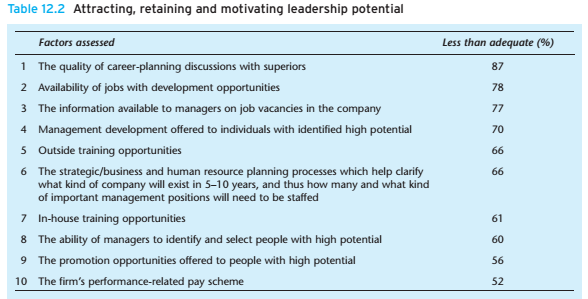 Table 12.2 Attracting, retaining and motivating leadership potential
Factors assessed Less than adequate (%)
1 The quality of career-planning discussions with superiors 87
2 Availability of jobs with development opportunities 78
3 The information available to managers on job vacancies in the company 77
4 Management development offered to individuals with identified high potential 70
5 Outside training opportunities 66
6 The strategic/business and human resource planning processes which help clarify 66
what kind of company will exist in 5–10 years, and thus how many and what kind
of important management positions will need to be staffed
7 In-house training opportunities 61
8 The ability of managers to identify and select people with high potential 60
9 The promotion opportunities offered to people with high potential 56
10 The firm's performance-related pay scheme 52